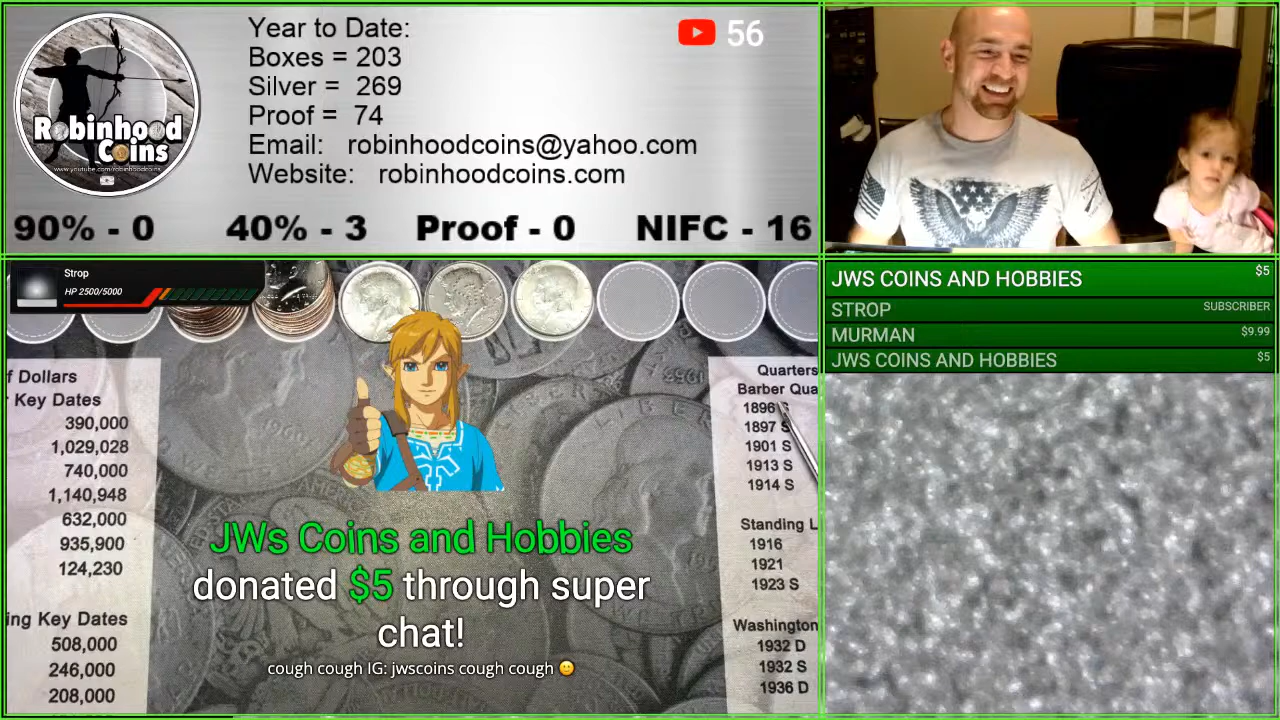 Robinhood
Coins
www.youtube.com/robinhoodcoins
Year to Date:
Boxes = 203
Silver = 269
Proof = 74
Email: robinhoodcoins@yahoo.com
Website: robinhoodcoins.com
56
90% - 0 40% - 3 Proof - 0 NIFC - 16
Strop
HP 2500/5000
f Dollars
Key Dates
390,000
1,029,028
740,000
1,140,948
632,000
935,900
124,230
ing Key Dates
508,000
246,000
208,000
JWs Coins and Hobbies
donated $5 through super
chat!
cough cough IG: jwscoins cough cough 🙂
Quarters
Barber Qua
1896 S
1897 S
1901 S
1913 S
1914 S
Standing L
1916
1921
1923 S
Washington
1932 D
1932 S
1936 D
JWS COINS AND HOBBIES $5
STROP SUBSCRIBER
MURMAN $9.99
JWS COINS AND HOBBIES $5